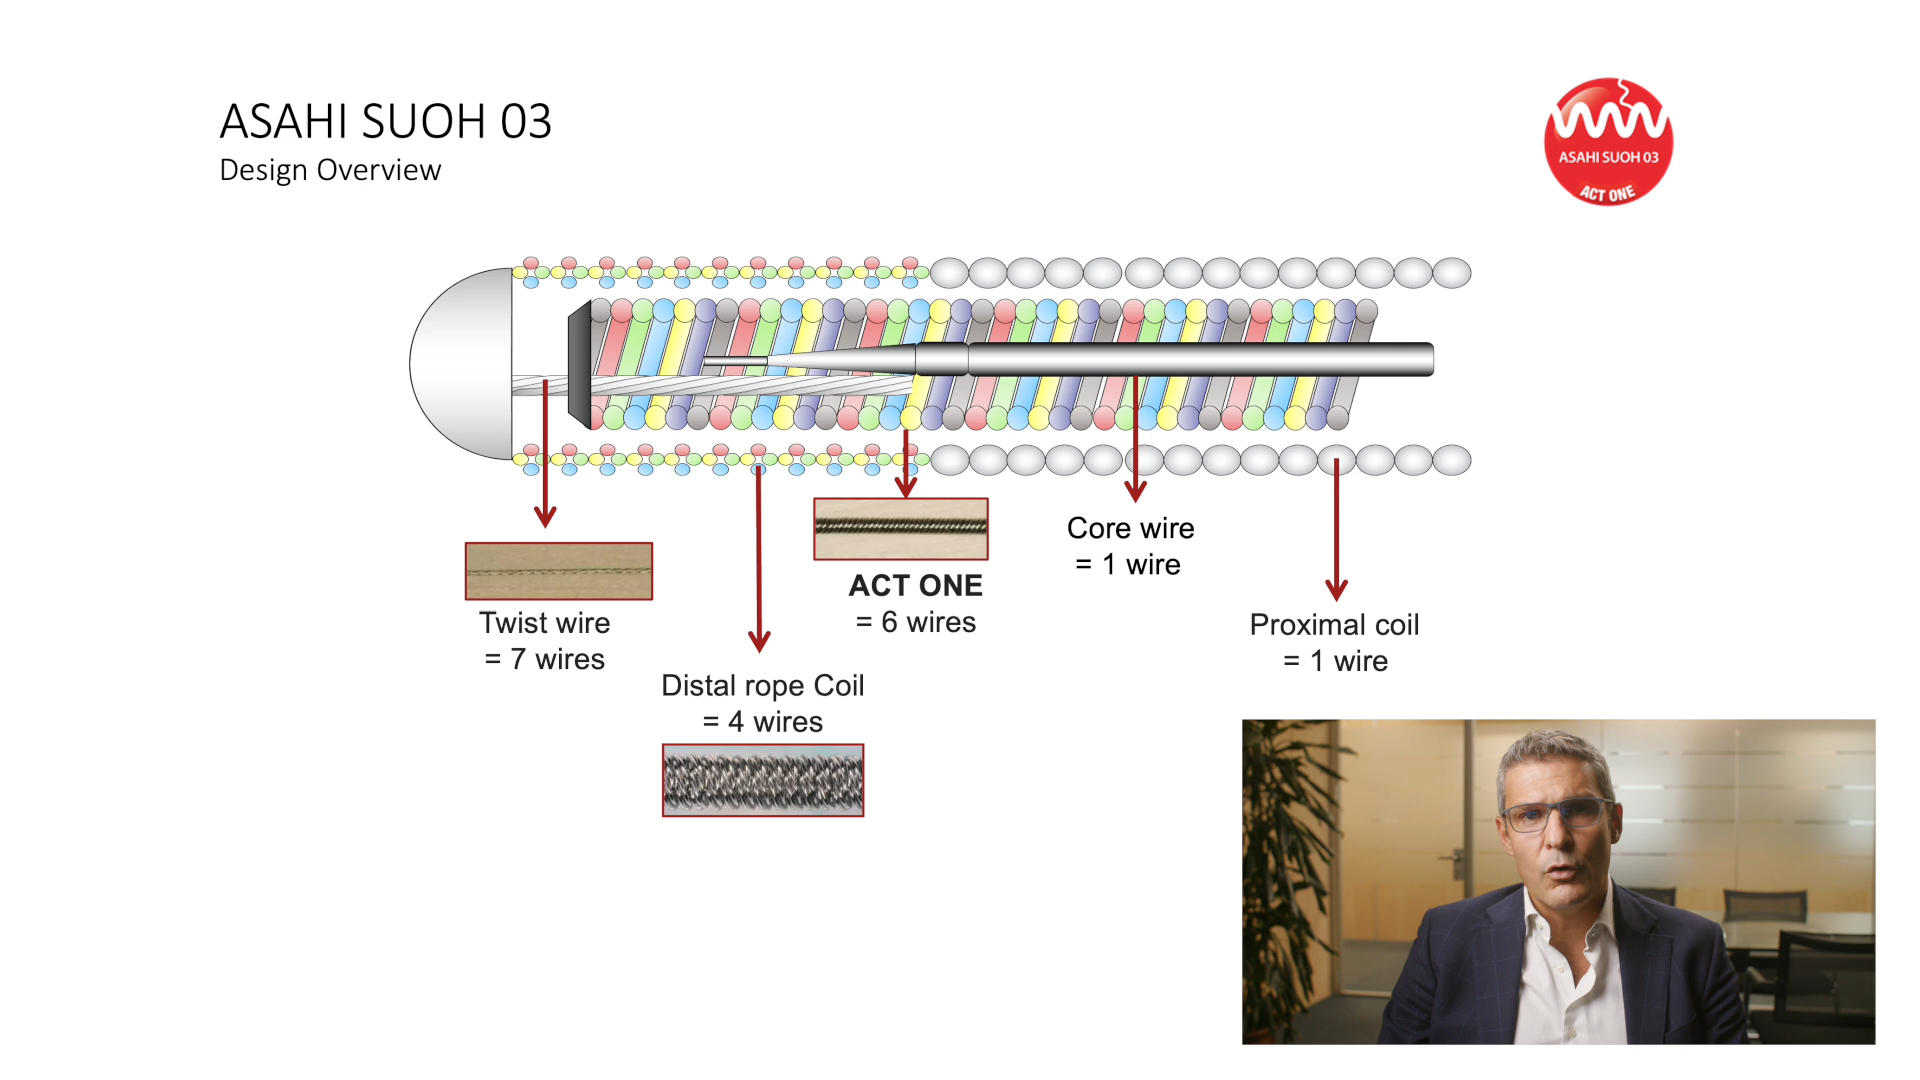 ASAHI SUOH 03
Design Overview
ASAHI SUOH 03
ACT ONE
Twist wire
= 7 wires
Distal rope Coil
= 4 wires
ACT ONE
= 6 wires
Core wire
= 1 wire
Proximal coil
= 1 wire